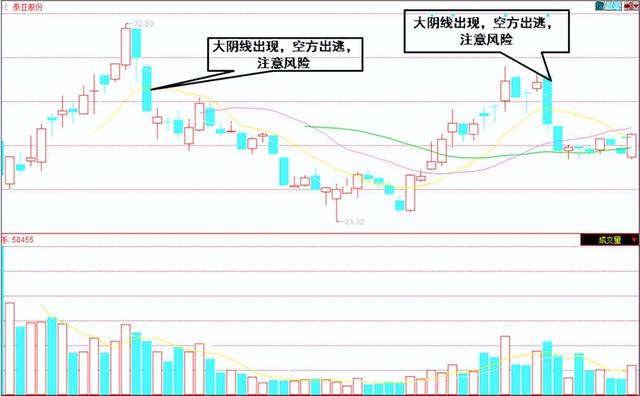 泰亚股份
32.80
大阴线出现，空方出逃，
注意风险
大阴线出现，空方出逃，
注意风险
21.32
手: 58455
成交量